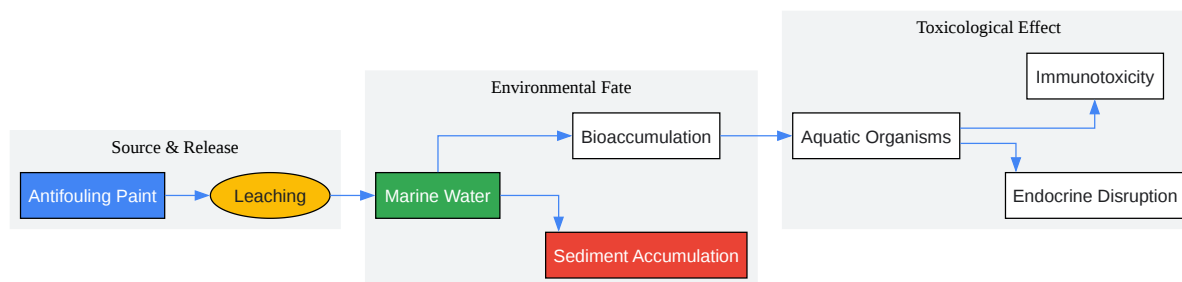 Source & Release
Antifouling Paint
Leaching
Environmental Fate
Marine Water
Bioaccumulation
Sediment Accumulation
Toxicological Effect
Aquatic Organisms
Immunotoxicity
Endocrine Disruption